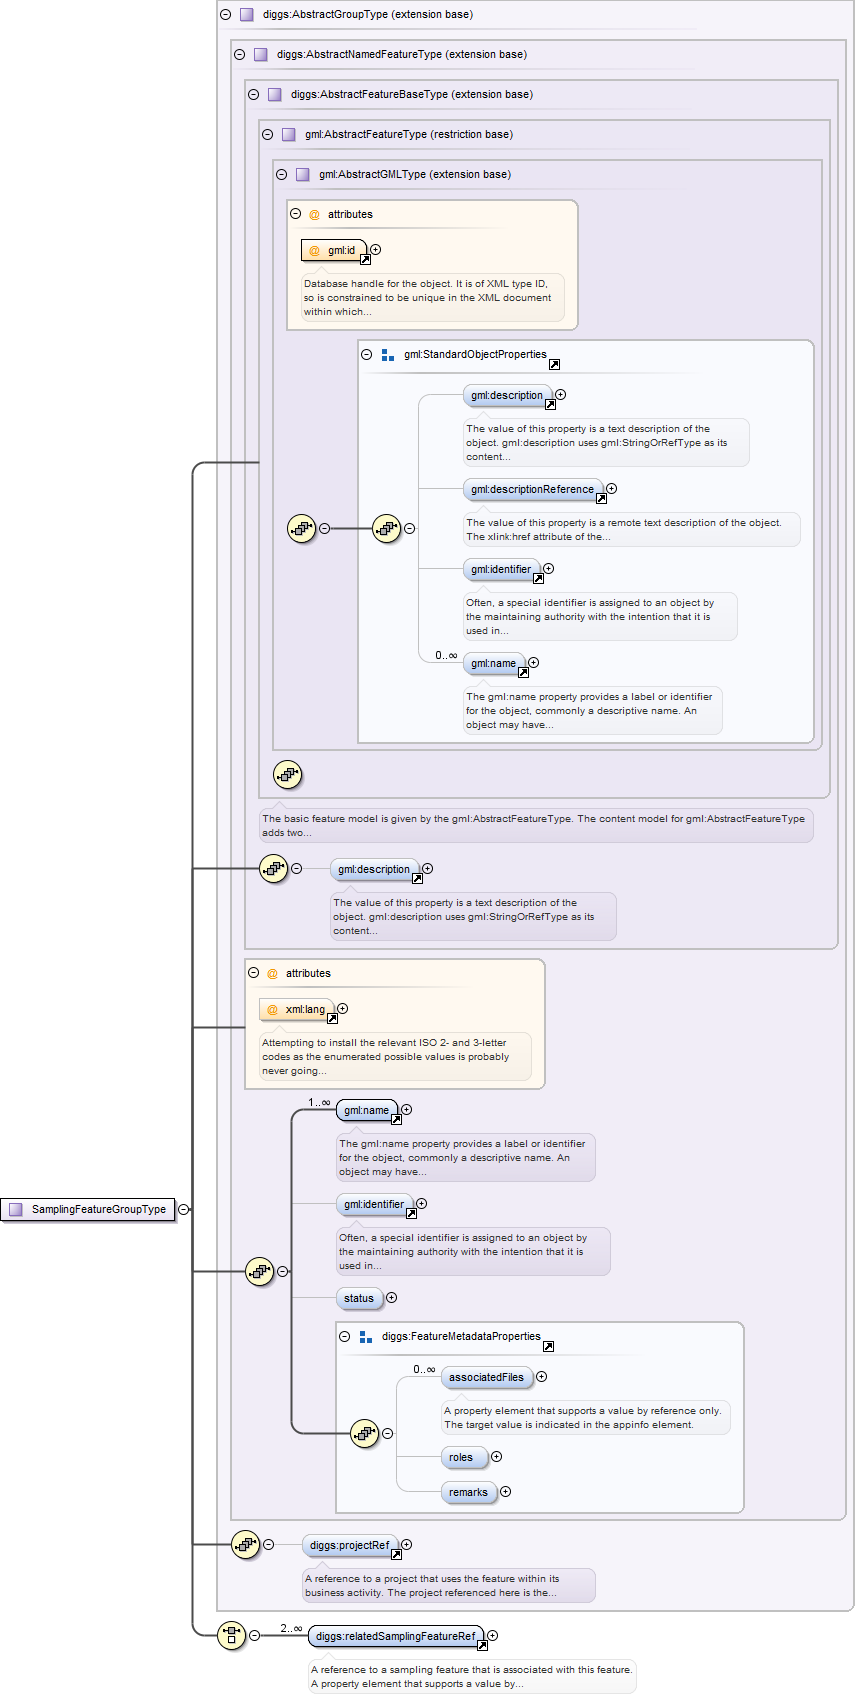 diggs:AbstractGroupType (extension base)
diggs:AbstractNamedFeatureType (extension base)
diggs:AbstractFeatureBaseType (extension base)
gml:AbstractFeatureType (restriction base)
gml:AbstractGMLType (extension base)
@ attributes
@ gml:id
Database handle for the object. It is of XML type ID,
so is constrained to be unique in the XML document
within which...
gml:StandardObjectProperties
gml:description
The value of this property is a text description of the
object. gml:description uses gml:StringOrRefType as its
content...
gml:descriptionReference
The value of this property is a remote text description of the object.
The xlink:href attribute of the...
gml:identifier
Often, a special identifier is assigned to an object by
the maintaining authority with the intention that it is
used in...
0..∞
gml:name
The gml:name property provides a label or identifier
for the object, commonly a descriptive name. An
object may have...
The basic feature model is given by the gml:AbstractFeatureType. The content model for gml:AbstractFeatureType
adds two...
gml:description
The value of this property is a text description of the
object. gml:description uses gml:StringOrRefType as its
content...
@ attributes
@ xml:lang
Attempting to install the relevant ISO 2- and 3-letter
codes as the enumerated possible values is probably
never going...
1..∞
gml:name
The gml:name property provides a label or identifier
for the object, commonly a descriptive name. An
object may have...
SamplingFeatureGroupType
gml:identifier
Often, a special identifier is assigned to an object by
the maintaining authority with the intention that it is
used in...
status
diggs:FeatureMetadataProperties
0..∞
associatedFiles
A property element that supports a value by reference only.
The target value is indicated in the appinfo element.
roles
remarks
diggs:projectRef
A reference to a project that uses the feature within its
business activity. The project referenced here is the...
2..∞
diggs:relatedSamplingFeatureRef
A reference to a sampling feature that is associated with this feature.
A property element that supports a value by...